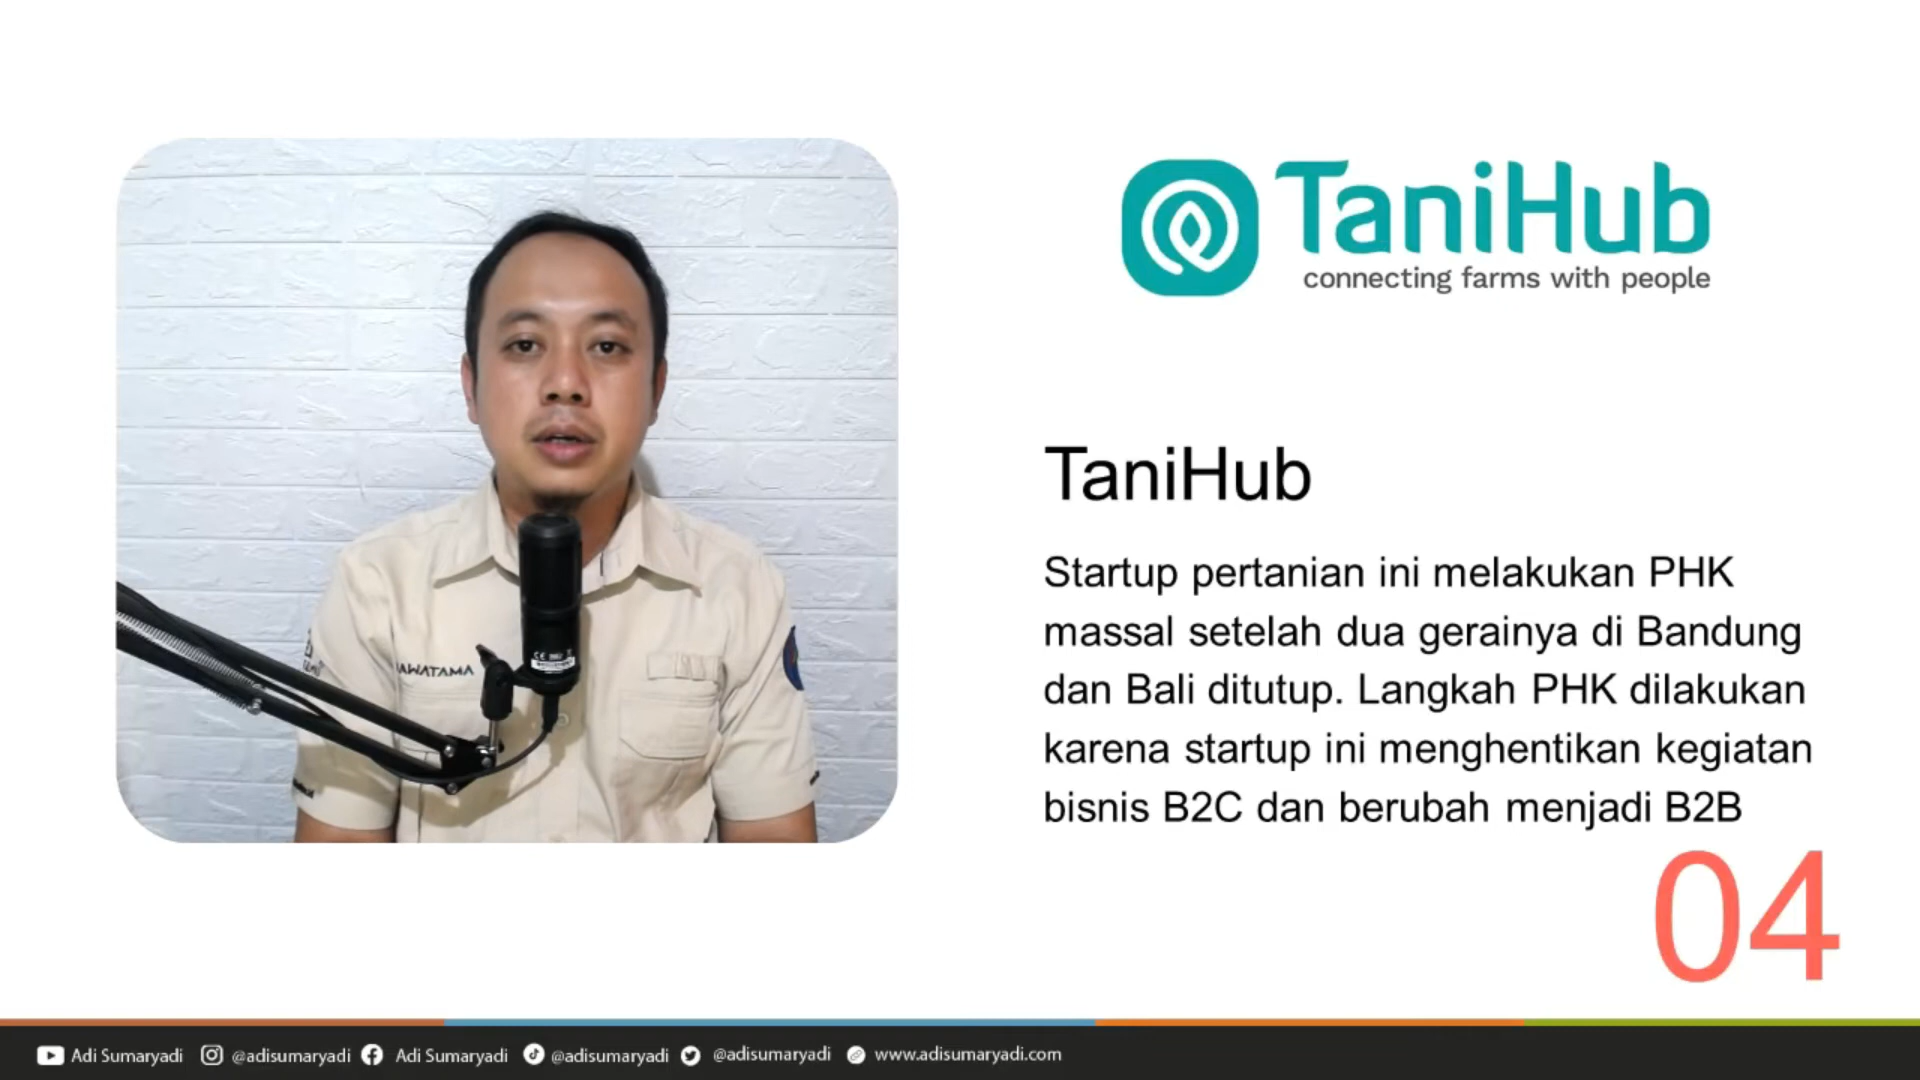 TaniHub
connecting farms with people
TaniHub
Startup pertanian ini melakukan PHK
massal setelah dua gerainya di Bandung
dan Bali ditutup. Langkah PHK dilakukan
karena startup ini menghentikan kegiatan
bisnis B2C dan berubah menjadi B2B
04
AWATAMA
Adi Sumaryadi @adisumaryadi Adi Sumaryadi @adisumaryadi @adisumaryadi www.adisumaryadi.com